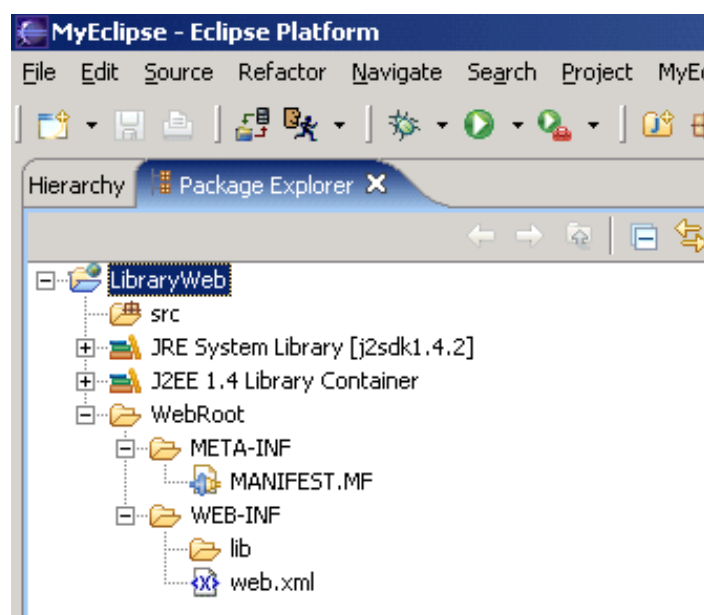 MyEclipse - Eclipse Platform
File Edit Source Refactor Navigate Search Project
Hierarchy Package Explorer
LibraryWeb
src
JRE System Library [j2sdk1.4.2]
J2EE 1.4 Library Container
WebRoot
META-INF
MANIFEST.MF
WEB-INF
lib
web.xml